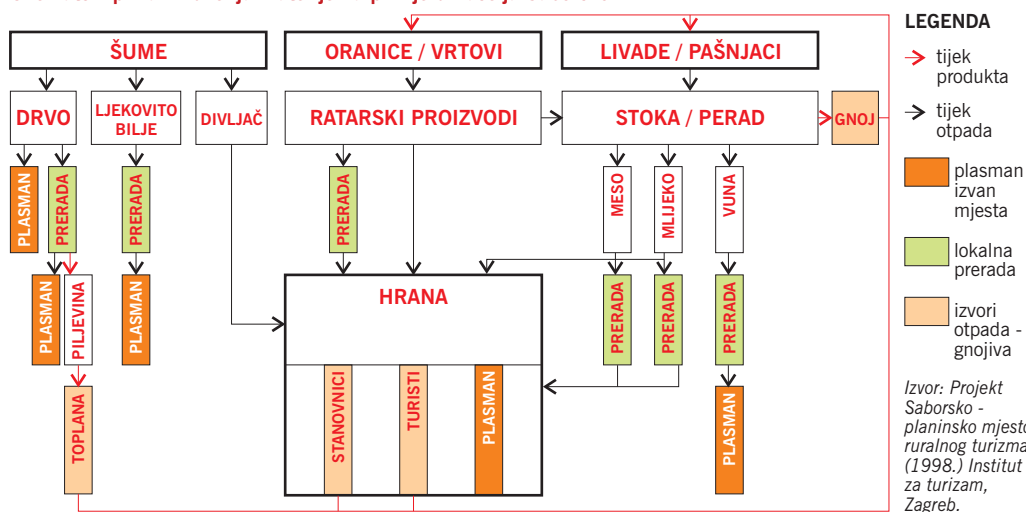 ŠUME
ORANICE / VRTOVI
LIVADE / PAŠNJACI
DRVO
LJEKOVITO
BILJE
DIVLJAČ
RATARSKI PROIZVODI
STOKA / PERAD
GNOJ
PLASMAN
PRERADA
PRERADA
PRERADA
MESO
MLIJEKO
VUNA
PLASMAN
PILJEVINA
PLASMAN
HRANA
PRERADA
PRERADA
PRERADA
TOPLANA
STANOVNICI
TURISTI
PLASMAN
PLASMAN
LEGENDA
tijek
produkta
tijek
otpada
plasman
izvan
mjesta
lokalna
prerada
izvori
otpada -
gnojiva
Izvor: Projekt
Saborsko -
planinsko mjesto
ruralnog turizma
(1998.) Institut
za turizam,
Zagreb.